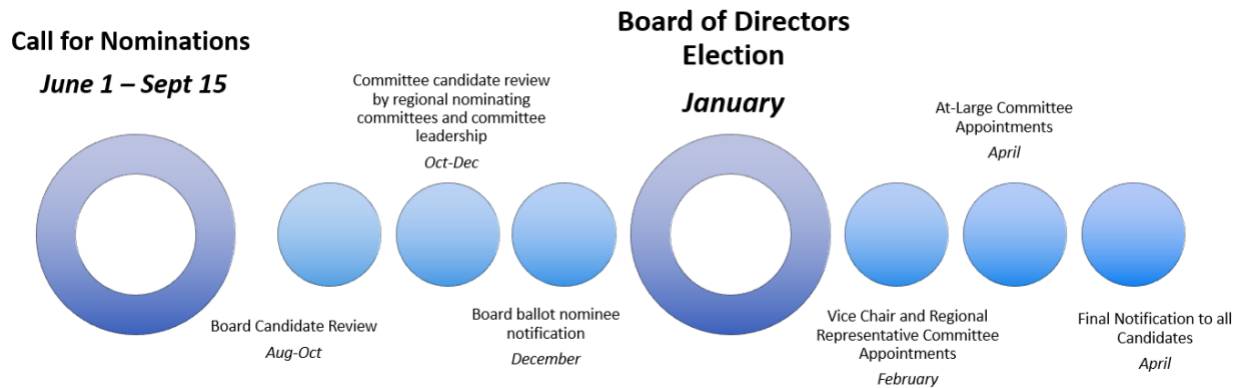 Call for Nominations
June 1 – Sept 15
Board Candidate Review
Aug-Oct
Committee candidate review
by regional nominating
committees and committee
leadership
Oct-Dec
Board ballot nominee
notification
December
Board of Directors
Election
January
Vice Chair and Regional
Representative Committee
Appointments
February
At-Large Committee
Appointments
April
Final Notification to all
Candidates
April